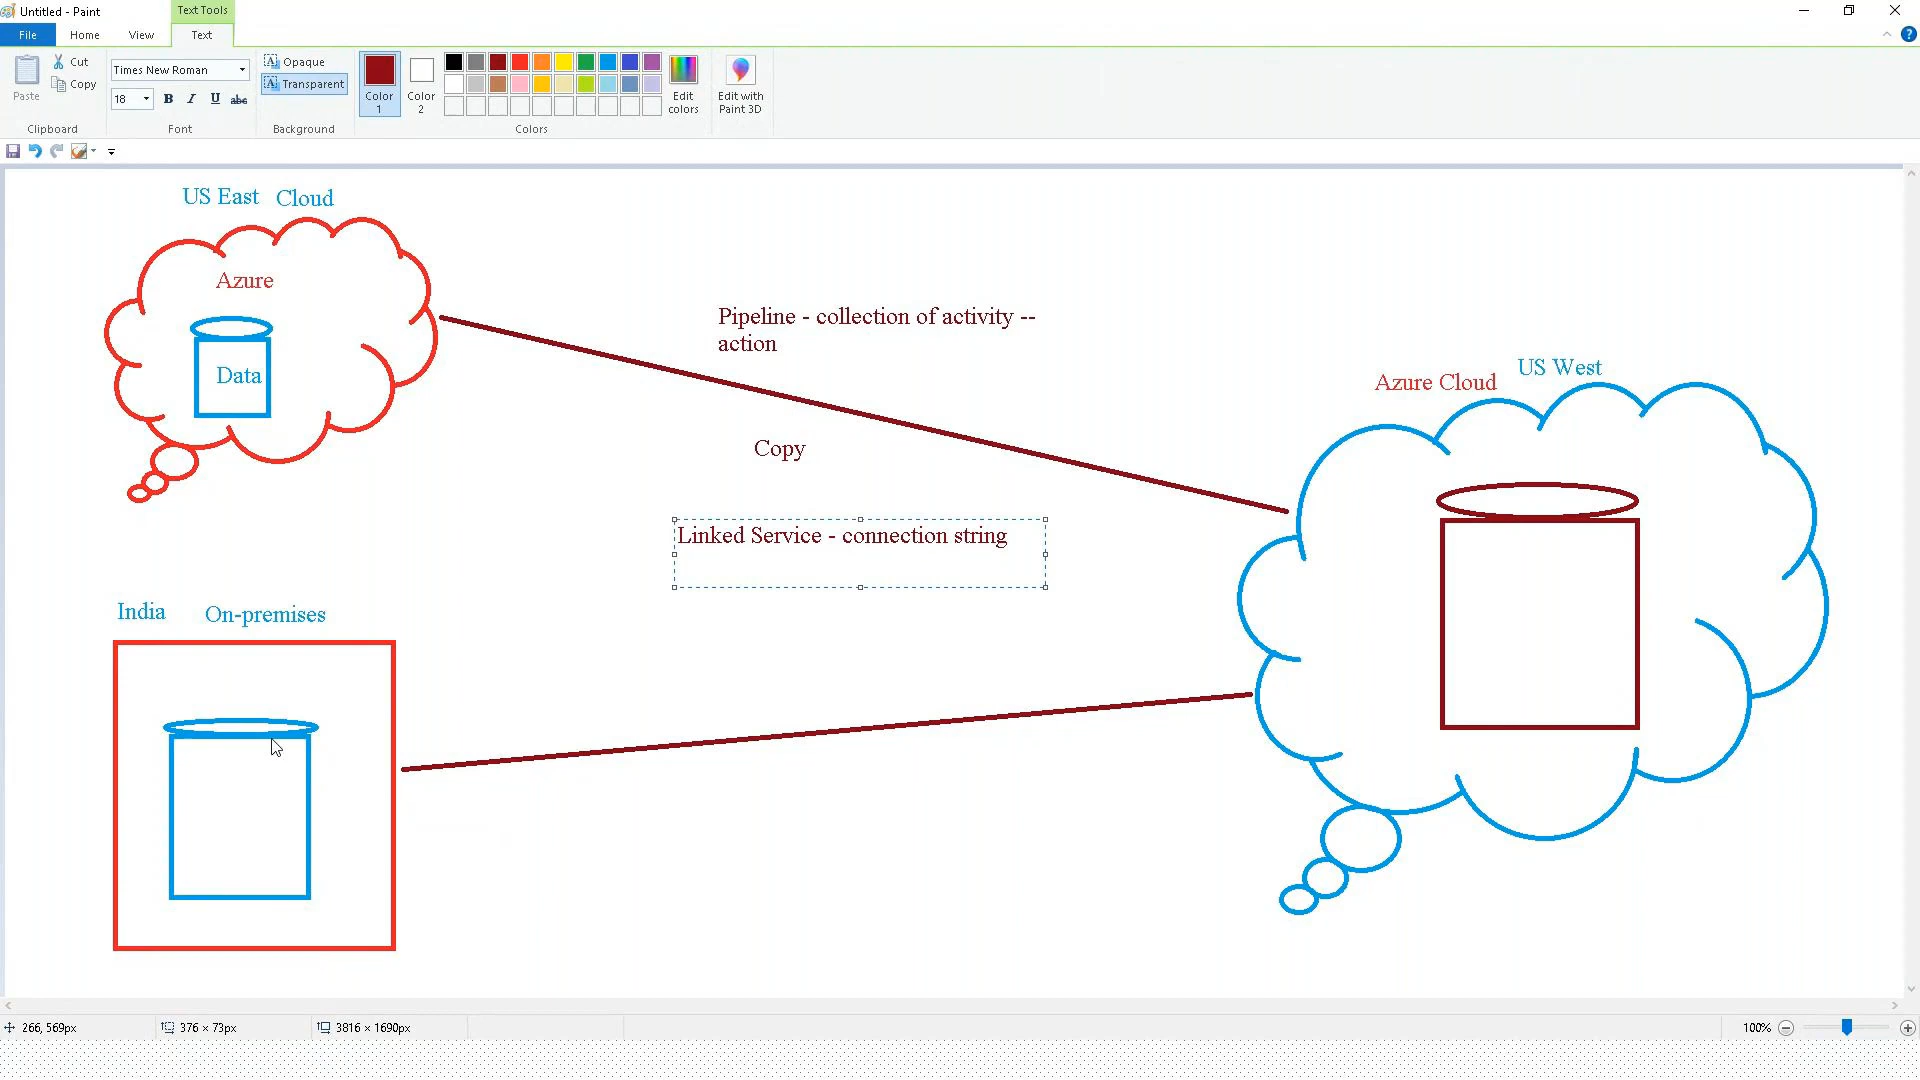 Untitled - Paint
Text Tools
File
Home
View
Text
Paste
Cut
Copy
Clipboard
Times New Roman
18
B
I
U
abc
Font
A Opaque
A Transparent
Background
Color
1
Color
2
Edit
colors
Colors
Edit with
Paint 3D
?
US East
Cloud
Azure
Data
Pipeline - collection of activity --
action
Copy
Linked Service - connection string
Azure Cloud
US West
India
On-premises
266, 569px
376 × 73px
3816 × 1690px
100%